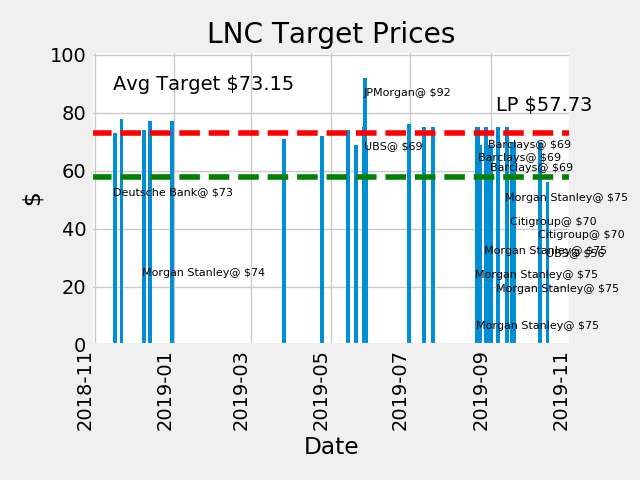 LNC Target Prices
100
80
60
40
20
0
$
Avg Target $73.15
LP $57.73
JPMorgan@ $92
UBS@ $69
Barclays@ $69
Barclays@ $69
Barclays@ $69
Deutsche Bank@ $73
Morgan Stanley@ $75
Citigroup@ $70
Citigroup@ $70
Morgan Stanley@ $75
UBS@ $56
Morgan Stanley@ $74
Morgan Stanley@ $75
Morgan Stanley@ $75
Morgan Stanley@ $75
2018-11
2019-01
2019-03
2019-05
2019-07
2019-09
2019-11
Date